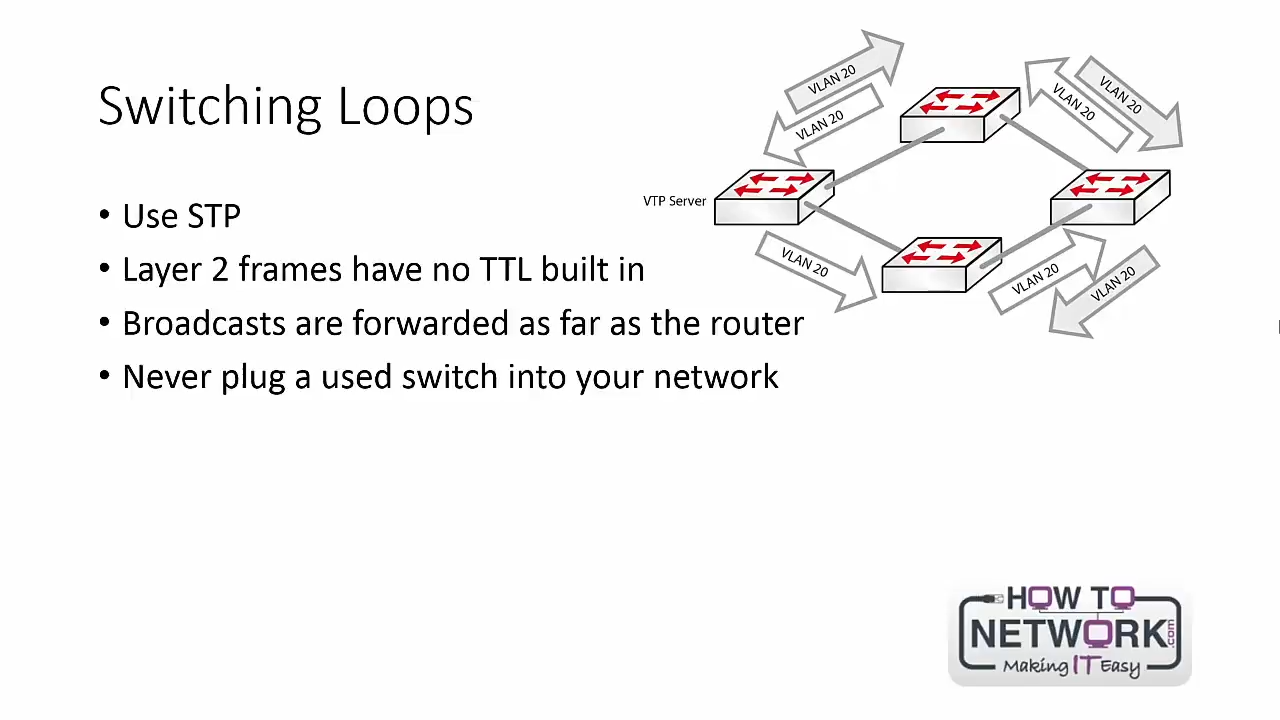 Switching Loops
• Use STP
• Layer 2 frames have no TTL built in
• Broadcasts are forwarded as far as the router
• Never plug a used switch into your network
VLAN 20
VLAN 20
VLAN 20
VLAN 20
VTP Server
VLAN 20
VLAN 20
VLAN 20
HOW TO
NETWORK.com
Making IT Easy